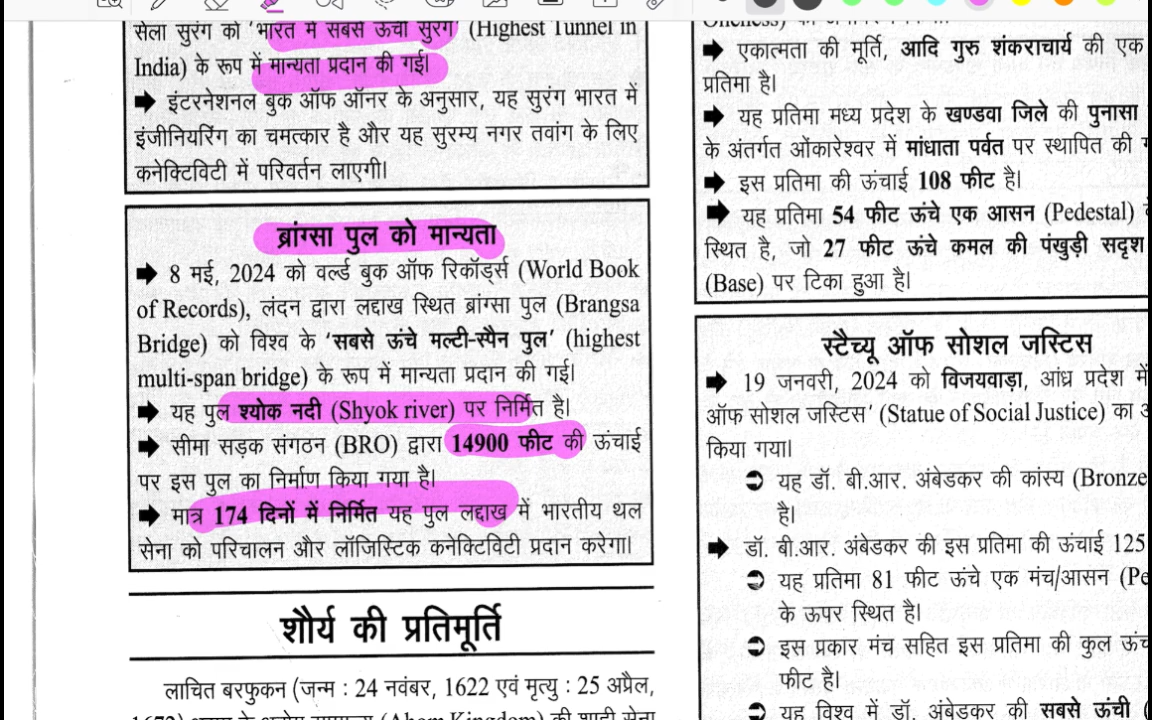 सेला सुरंग को 'भारत में सबसे ऊंची सुरंग' (Highest Tunnel in
India) के रूप में मान्यता प्रदान की गई।
➡ इंटरनेशनल बुक ऑफ ऑनर के अनुसार, यह सुरंग भारत में
इंजीनियरिंग का चमत्कार है और यह सुरम्य नगर तवांग के लिए
कनेक्टिविटी में परिवर्तन लाएगी।
ब्रांग्सा पुल को मान्यता
➡ 8 मई, 2024 को वर्ल्ड बुक ऑफ रिकॉर्ड्स (World Book
of Records), लंदन द्वारा लद्दाख स्थित ब्रांग्सा पुल (Brangsa
Bridge) को विश्व के 'सबसे ऊंचे मल्टी-स्पैन पुल' (highest
multi-span bridge) के रूप में मान्यता प्रदान की गई।
➡ यह पुल श्योक नदी (Shyok river) पर निर्मित है।
➡ सीमा सड़क संगठन (BRO) द्वारा 14900 फीट की ऊंचाई
पर इस पुल का निर्माण किया गया है।
➡ मात्र 174 दिनों में निर्मित यह पुल लद्दाख में भारतीय थल
सेना को परिचालन और लॉजिस्टिक कनेक्टिविटी प्रदान करेगा।
शौर्य की प्रतिमूर्ति
लाचित बरफुकन (जन्म : 24 नवंबर, 1622 एवं मृत्यु : 25 अप्रैल,
(Ahom Kingdom) की शाही सेना
➡ एकात्मता की मूर्ति, आदि गुरु शंकराचार्य की एक
प्रतिमा है।
➡ यह प्रतिमा मध्य प्रदेश के खण्डवा जिले की पुनासा
के अंतर्गत ओंकारेश्वर में मांधाता पर्वत पर स्थापित की
➡ इस प्रतिमा की ऊंचाई 108 फीट है।
➡ यह प्रतिमा 54 फीट ऊंचे एक आसन (Pedestal)
स्थित है, जो 27 फीट ऊंचे कमल की पंखुड़ी सदृश
(Base) पर टिका हुआ है।
स्टैच्यू ऑफ सोशल जस्टिस
➡ 19 जनवरी, 2024 को विजयवाड़ा, आंध्र प्रदेश में
ऑफ सोशल जस्टिस' (Statue of Social Justice) का
किया गया।
➲ यह डॉ. बी.आर. अंबेडकर की कांस्य (Bronze
है।
➡ डॉ. बी.आर. अंबेडकर की इस प्रतिमा की ऊंचाई 125
➲ यह प्रतिमा 81 फीट ऊंचे एक मंच/आसन
के ऊपर स्थित है।
➲ इस प्रकार मंच सहित इस प्रतिमा की कुल
फीट है।
➲ यह विश्व में डॉ. अंबेडकर की सबसे ऊंची